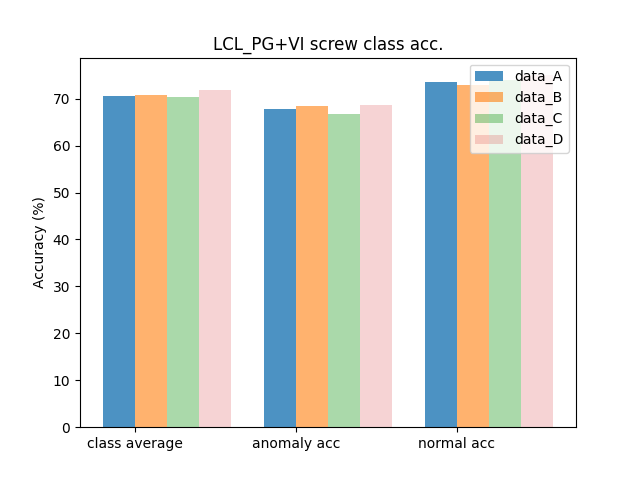 LCL_PG+VI screw class acc.
data_A
data_B
data_C
data_D
Accuracy (%)
70
60
50
40
30
20
10
0
class average
anomaly acc
normal acc